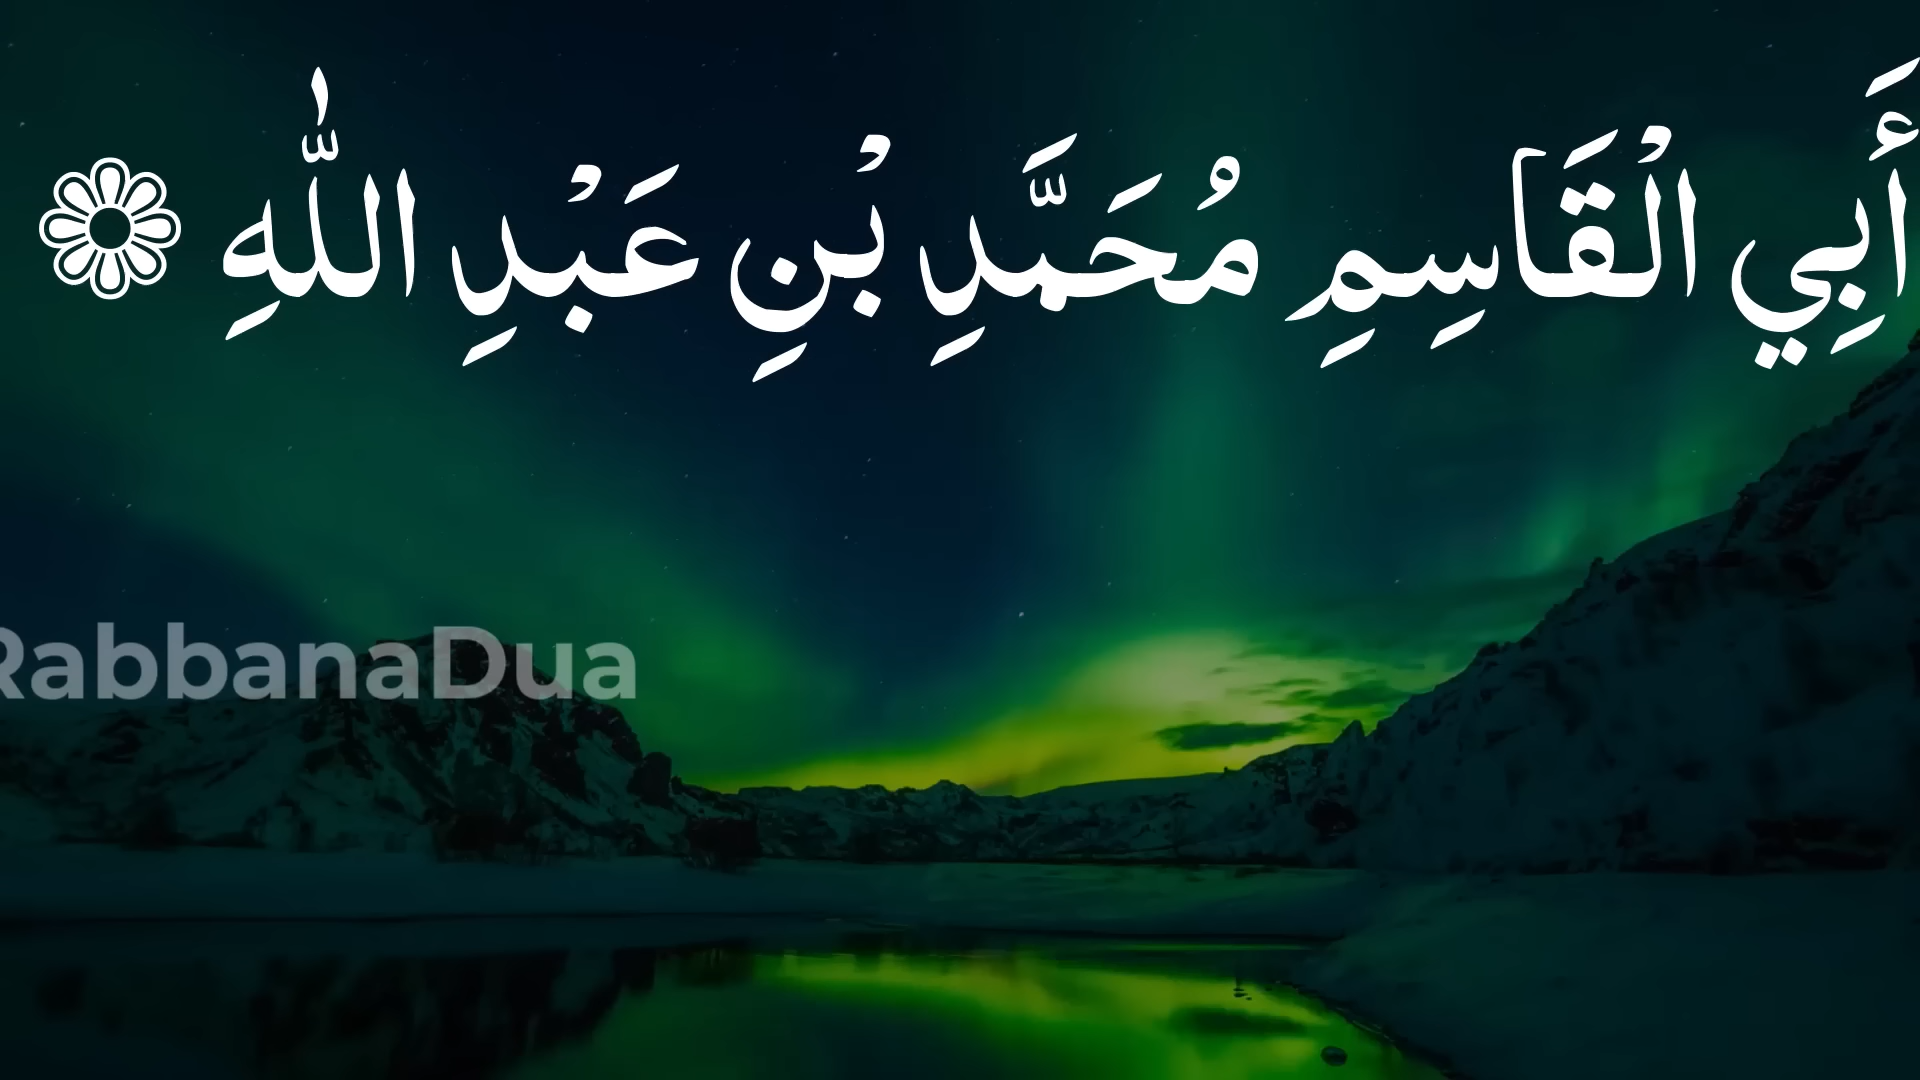 أَبِي الْقَاسِمِ مُحَمَّدِ بْنِ عَبْدِ اللّٰهِ ۞
RabbanaDua